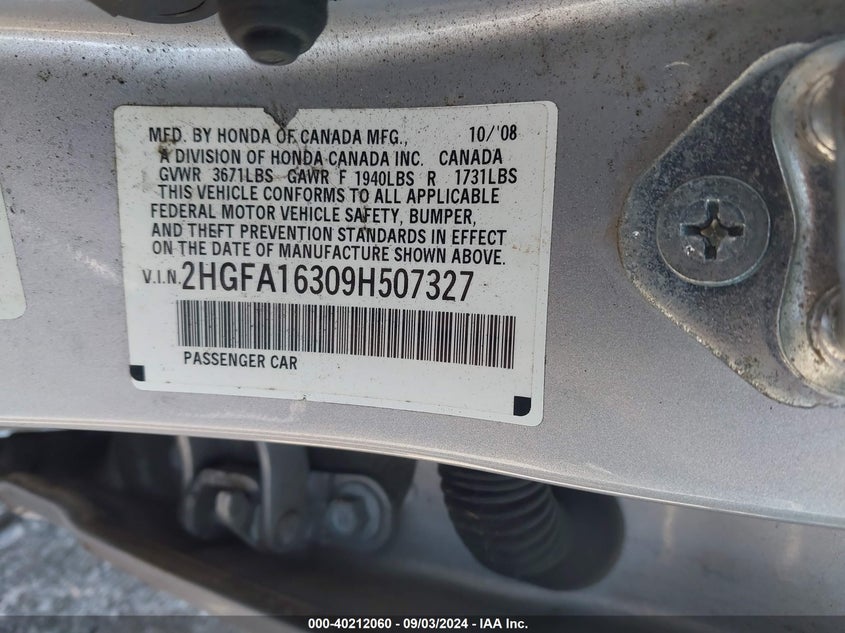 MFD. BY HONDA OF CANADA MFG., 10/'08
A DIVISION OF HONDA CANADA INC. CANADA
GVWR 3671LBS GAWR F 1940LBS R 1731LBS
THIS VEHICLE CONFORMS TO ALL APPLICABLE
FEDERAL MOTOR VEHICLE SAFETY, BUMPER,
AND THEFT PREVENTION STANDARDS IN EFFECT
ON THE DATE OF MANUFACTURE SHOWN ABOVE.
V.I.N. 2HGFA16309H507327
PASSENGER CAR
000-40212060 - 09/03/2024 - IAA Inc.